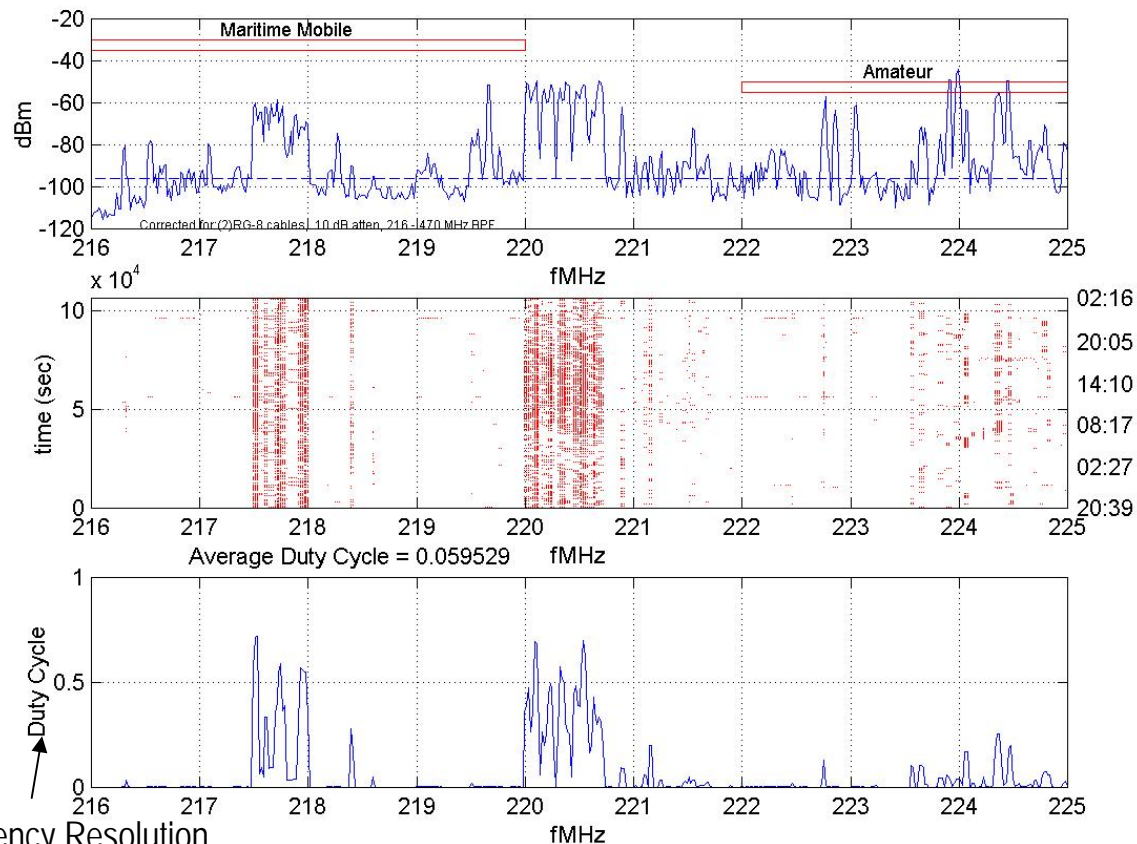 -20
Maritime Mobile
-40
Amateur
-60
dBm
-80
-100
-120
Corrected for:(2)RG-8 cables, 10 dB atten, 216 -470 MHz BPF
216 217 218 219 220 221 222 223 224 225
fMHz
x 10^4
10
5
0
time (sec)
02:16
20:05
14:10
08:17
02:27
20:39
216 217 218 219 220 221 222 223 224 225
Average Duty Cycle = 0.059529 fMHz
1
0.5
0
Duty Cycle
216 217 218 219 220 221 222 223 224 225
fMHz
ency Resolution